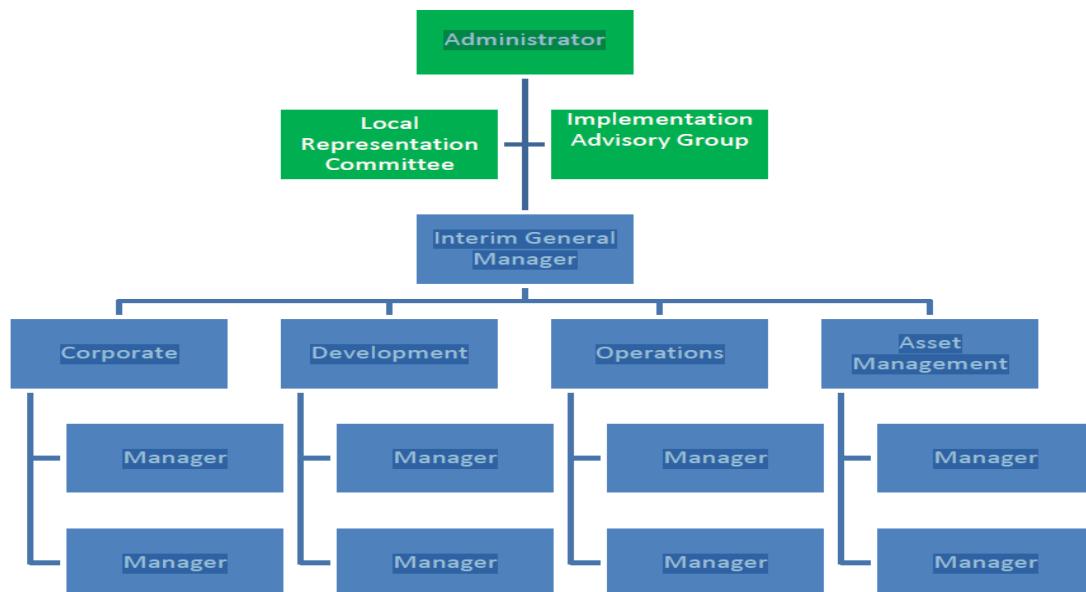 Administrator
Local
Representation
Committee
Implementation
Advisory Group
Interim General
Manager
Corporate
Development
Operations
Asset
Management
Manager
Manager
Manager
Manager
Manager
Manager
Manager
Manager